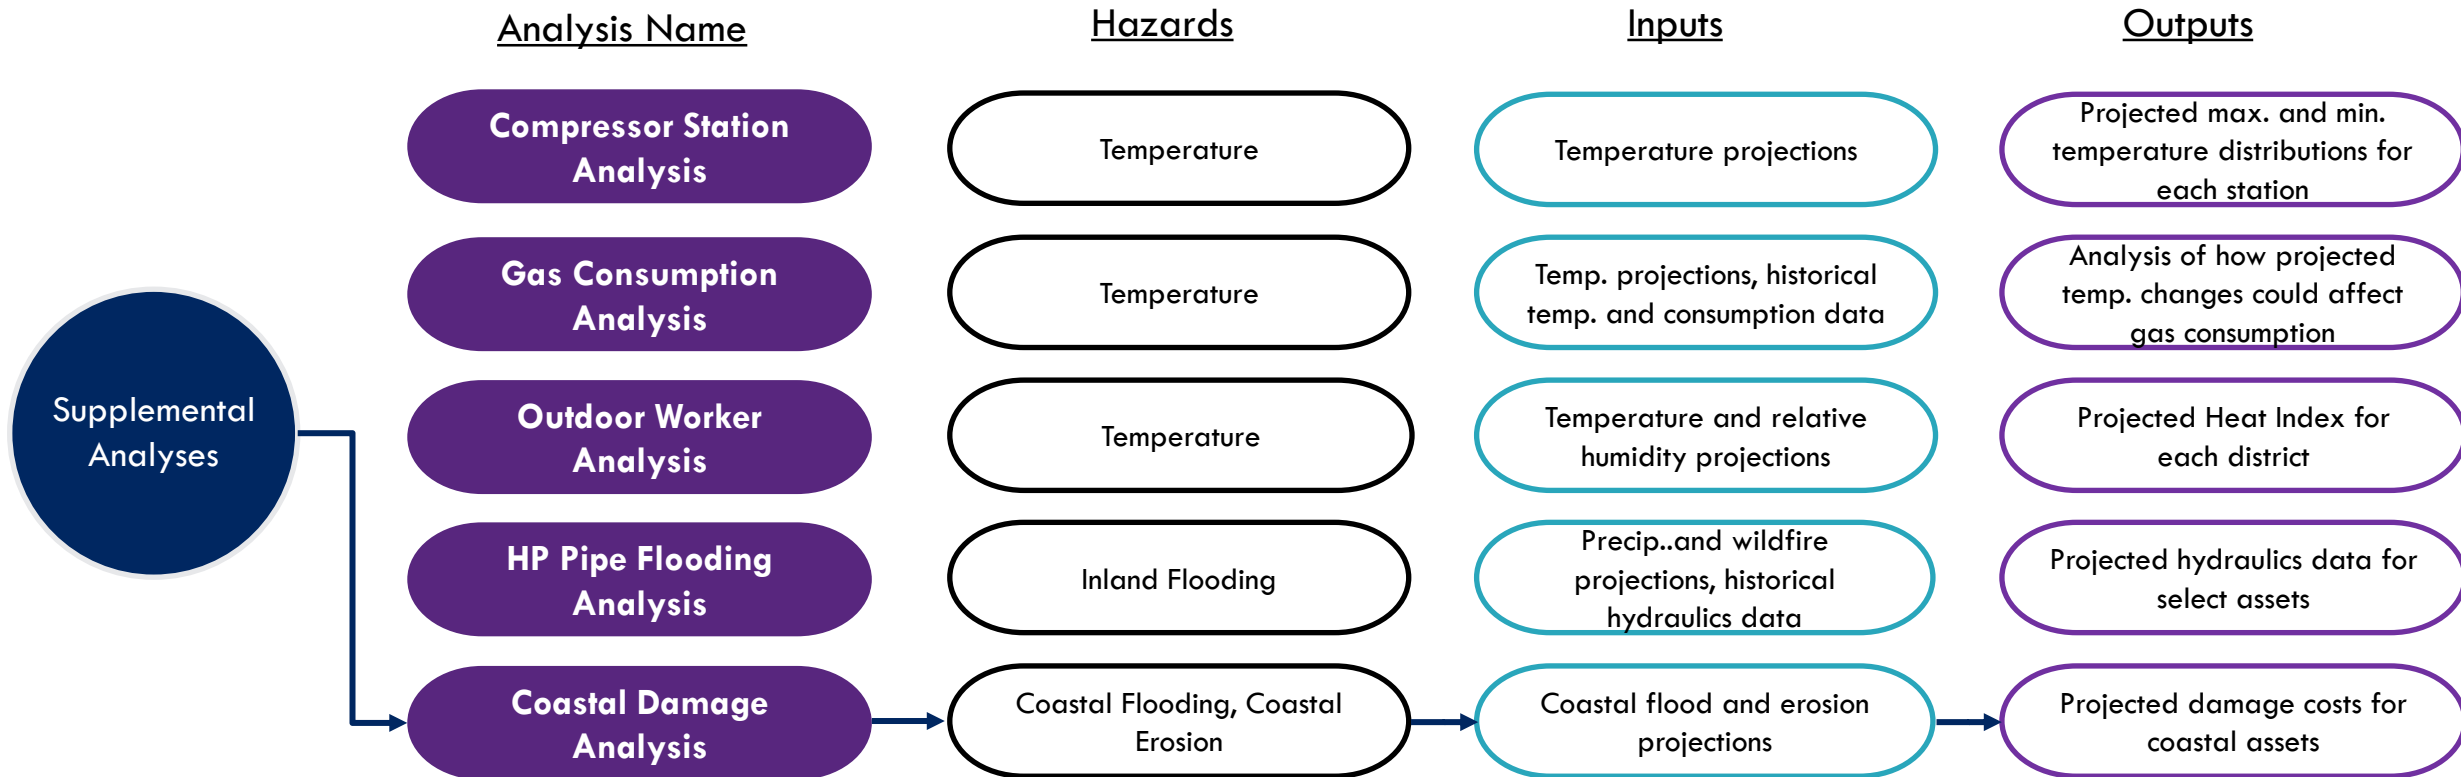 Analysis Name
Hazards
Inputs
Outputs
Supplemental
Analyses
Compressor Station
Analysis
Temperature
Temperature projections
Projected max. and min.
temperature distributions for
each station
Gas Consumption
Analysis
Temperature
Temp. projections, historical
temp. and consumption data
Analysis of how projected
temp. changes could affect
gas consumption
Outdoor Worker
Analysis
Temperature
Temperature and relative
humidity projections
Projected Heat Index for
each district
HP Pipe Flooding
Analysis
Inland Flooding
Precip..and wildfire
projections, historical
hydraulics data
Projected hydraulics data for
select assets
Coastal Damage
Analysis
Coastal Flooding, Coastal
Erosion
Coastal flood and erosion
projections
Projected damage costs for
coastal assets